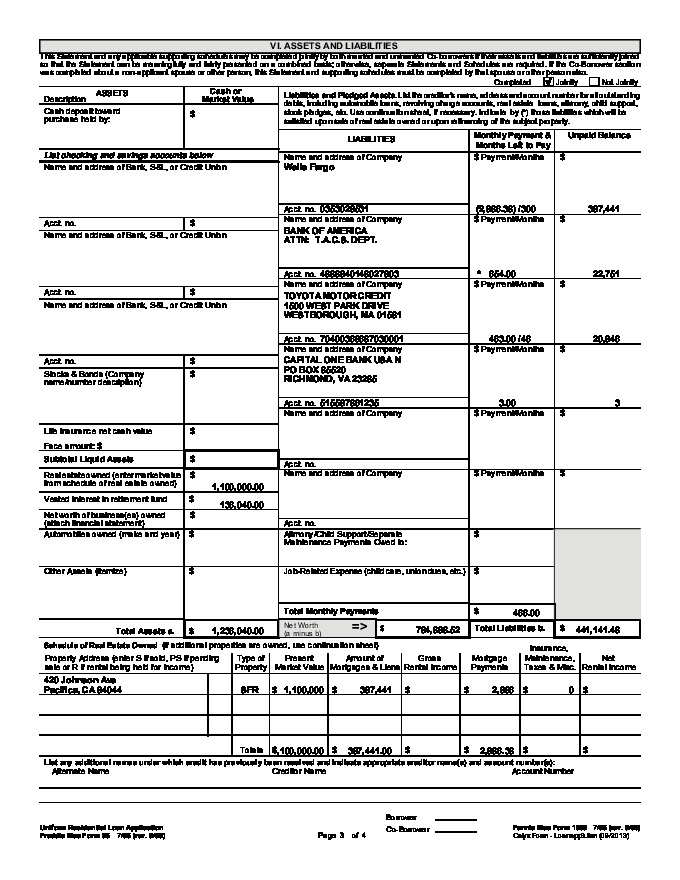 VI. ASSETS AND LIABILITIES
This Statement and any applicable supporting schedules may be completed jointly by both married and unmarried Co-borrowers if their assets and liabilities are sufficiently joined
so that the Statement can be meaningfully and fairly presented on a combined basis; otherwise, separate Statements and Schedules are required. If the Co-Borrower section
was completed about a non-applicant spouse or other person, this Statement and supporting schedules must be completed by that spouse or other person also.
Completed Jointly Not Jointly
ASSETS
Description
Cash or
Market Value
Liabilities and Pledged Assets. List the creditor's name, address and account number for all outstanding
debts, including automobile loans, revolving charge accounts, real estate loans, alimony, child support,
stock pledges, etc. Use continuation sheet, if necessary. Indicate by (*) those liabilities which will be
satisfied upon sale of real estate owned or upon refinancing of the subject property.
Cash deposit toward
purchase held by:
$
LIABILITIES
Monthly Payment &
Months Left to Pay
Unpaid Balance
List checking and savings accounts below
Name and address of Bank, S&L, or Credit Union
Acct. no. $
Name and address of Company
Wells Fargo
$ Payment/Months
$
Acct. no.
/300
397,441
Name and address of Bank, S&L, or Credit Union
Acct. no. $
Name and address of Company
BANK OF AMERICA
ATTN: T.A.C.S. DEPT.
$ Payment/Months
$
Acct. no.
* 654.00
22,751
Name and address of Bank, S&L, or Credit Union
Acct. no. $
Name and address of Company
TOYOTA MOTOR CREDIT
1500 WEST PARK DRIVE
WESTBOROUGH, MA 01581
$ Payment/Months
$
Acct. no.
463.00 /46
Stocks & Bonds (Company
name/number description)
$
Name and address of Company
CAPITAL ONE BANK USA N
PO BOX 85520
RICHMOND, VA 23285
$ Payment/Months
$
Acct. no.
3.00
3
Life insurance net cash value
$
Face amount: $
Subtotal Liquid Assets $
Name and address of Company
$ Payment/Months
$
Acct. no.
Real estate owned (enter market value
from schedule of real estate owned)
$
1,100,000.00
Vested interest in retirement fund
$
136,040.00
Net worth of business(es) owned
(attach financial statement)
$
Name and address of Company
$ Payment/Months
$
Acct. no.
Automobiles owned (make and year)
$
Alimony/Child Support/Separate
Maintenance Payments Owed to:
$
Other Assets (itemize)
$
Job-Related Expense (child care, union dues, etc.)
$
Total Monthly Payments $ 466.00
Total Assets a. $ 1,236,040.00
Net Worth
(a minus b)
=> $
Total Liabilities b. $ 441,141.48
Schedule of Real Estate Owned (If additional properties are owned, use continuation sheet)
Property Address (enter S if sold, PS if pending
sale or R if rental being held for income)
Type of
Property
Present
Market Value
Amount of
Mortgages & Liens
Gross
Rental Income
Mortgage
Payments
Insurance,
Maintenance,
Taxes & Misc.
Net
Rental Income
420 Johnson Ave
Pacifica, CA 94044
SFR $ 1,100,000 $ 397,441 $ $ 2,866 $ 0 $
Totals $1,100,000.00 $ 397,441.00 $ $ 2,866.36 $ $
List any additional names under which credit has previously been received and indicate appropriate creditor name(s) and account number(s):
Alternate Name Creditor Name Account Number
Borrower
Co-Borrower
Uniform Residential Loan Application
Freddie Mac Form 65 7/05 (rev. 6/09)
Page 3 of 4
Fannie Mae Form 1003 7/05 (rev. 6/09)
Calyx Form - Loanapp3.frm (09/2013)